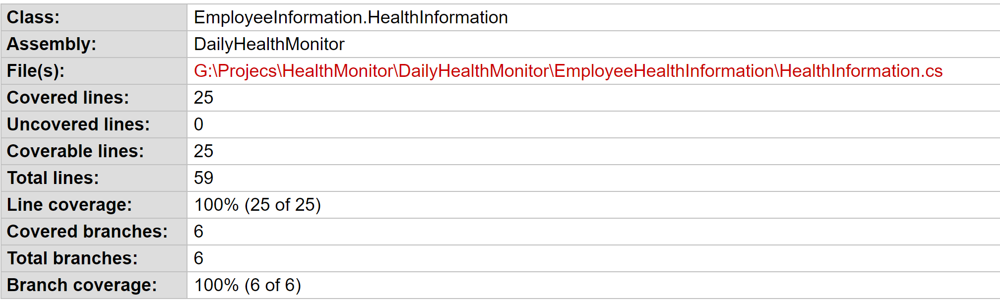 Class: EmployeeInformation.HealthInformation
Assembly: DailyHealthMonitor
File(s): G:\Projecs\HealthMonitor\DailyHealthMonitor\EmployeeHealthInformation\HealthInformation.cs
Covered lines: 25
Uncovered lines: 0
Coverable lines: 25
Total lines: 59
Line coverage: 100% (25 of 25)
Covered branches: 6
Total branches: 6
Branch coverage: 100% (6 of 6)